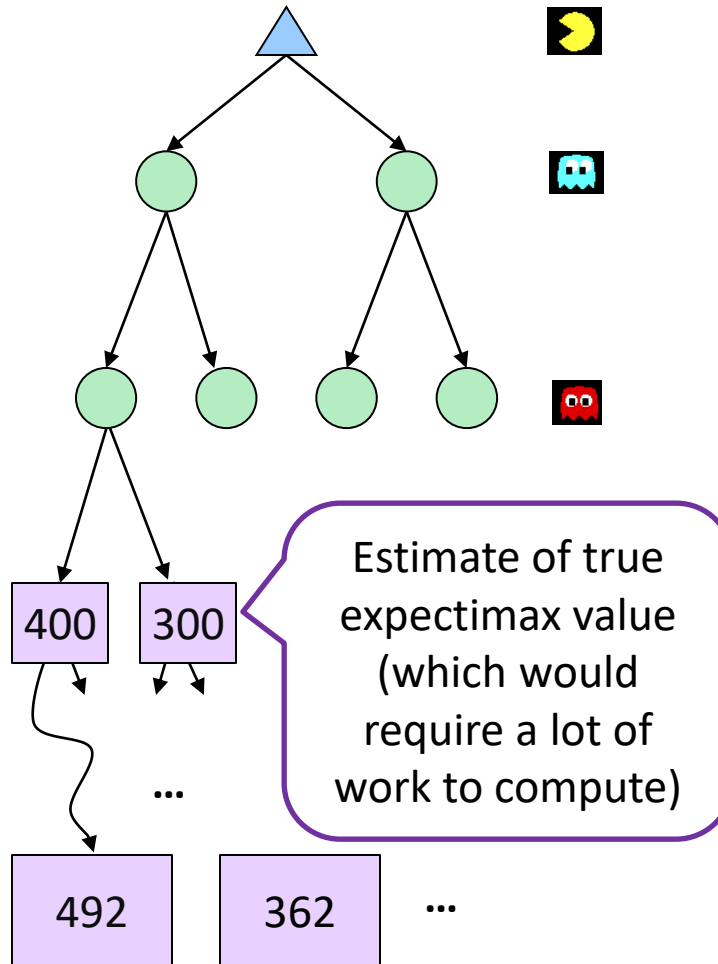 Estimate of true
expectimax value
(which would
require a lot of
work to compute)
400 300
...
492 362 ...